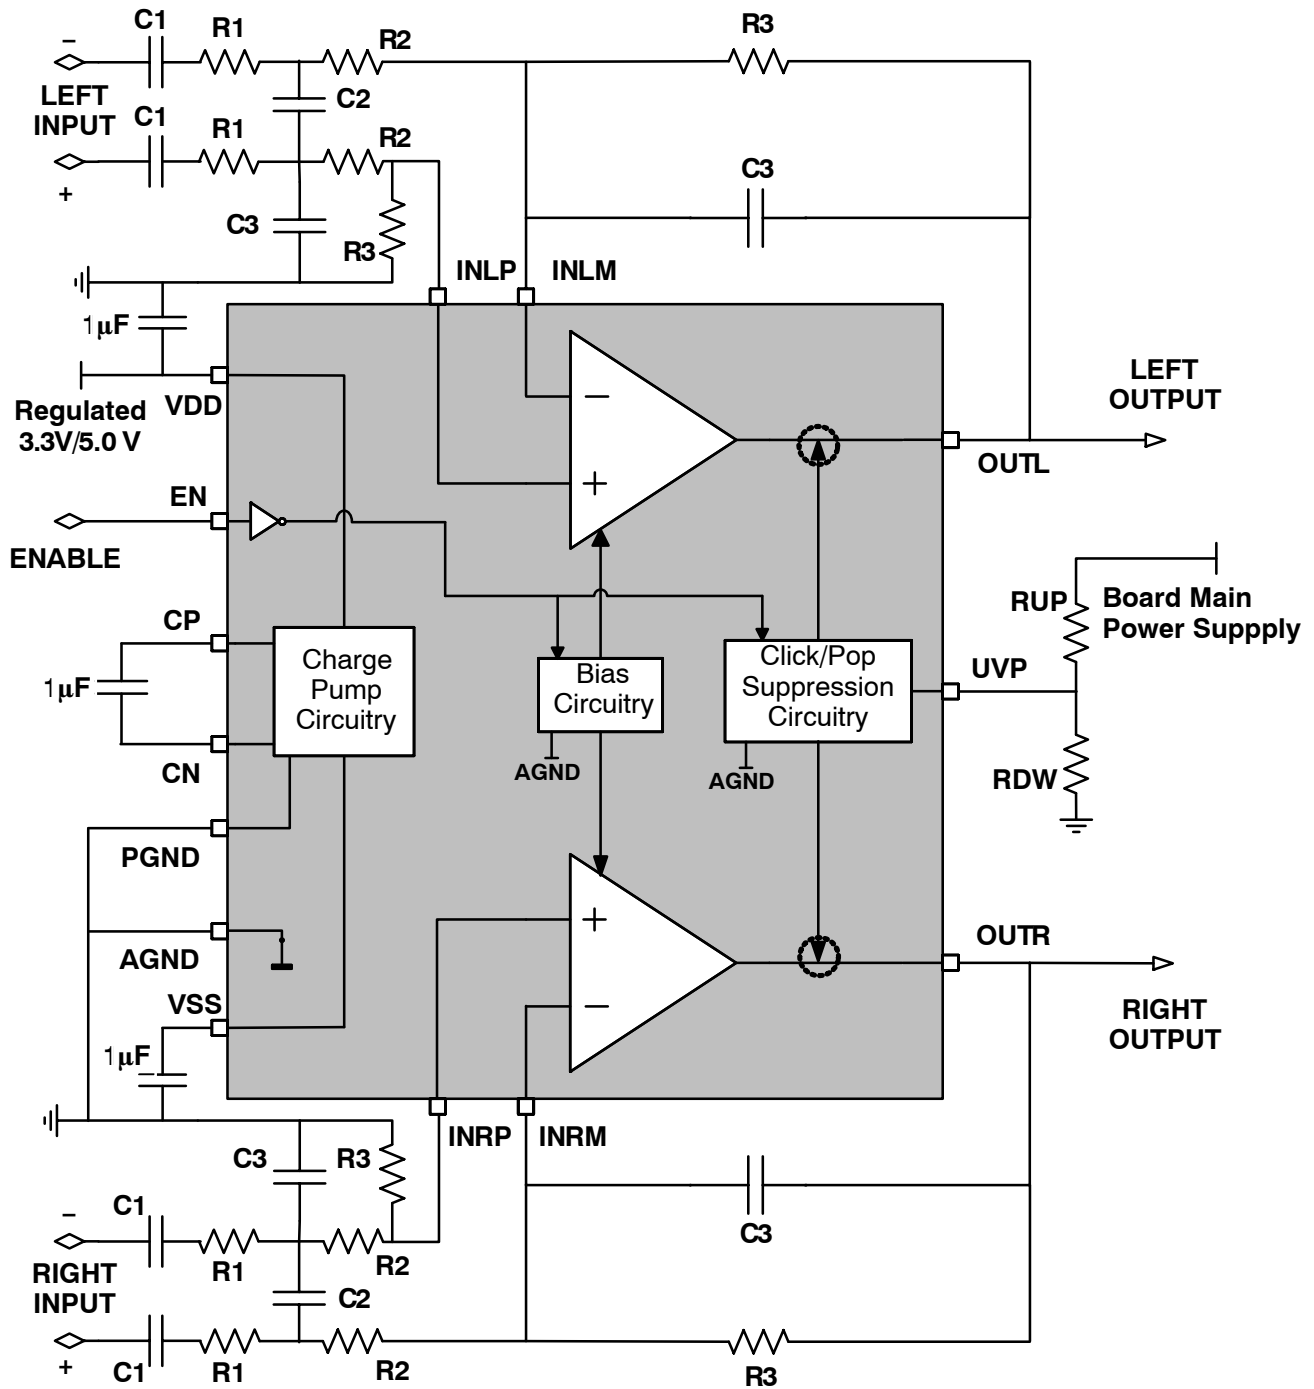 C1
R1
R2
R3
−
LEFT
INPUT
C2
C1
R1
R2
+
C3
R3
C3
INLP
INLM
1µF
VDD
Regulated
3.3V/5.0 V
−
+
LEFT
OUTPUT
OUTL
EN
ENABLE
CP
1µF
CN
Charge
Pump
Circuitry
Bias
Circuitry
AGND
Click/Pop
Suppression
Circuitry
AGND
UVP
RUP
Board Main
Power Suppply
RDW
PGND
AGND
VSS
1µF
+
−
OUTR
RIGHT
OUTPUT
INRP
INRM
C3
R3
C3
−
C1
R1
R2
RIGHT
INPUT
C2
+
C1
R1
R2
R3